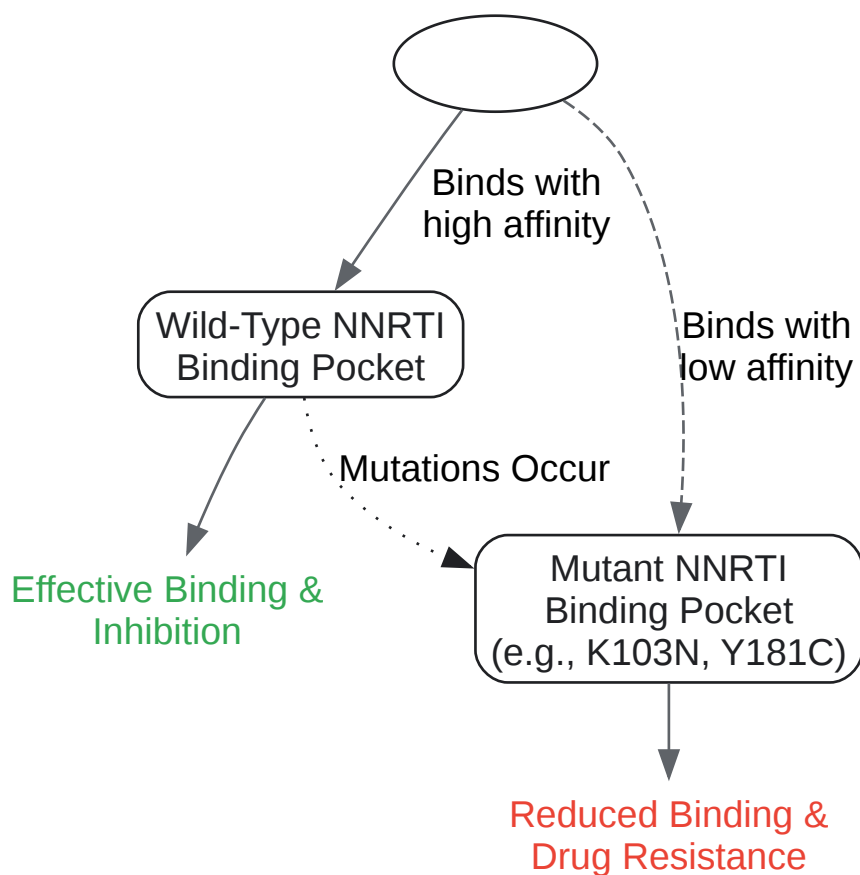 Binds with
high affinity
Wild-Type NNRTI
Binding Pocket
Binds with
low affinity
Mutations Occur
Effective Binding &
Inhibition
Mutant NNRTI
Binding Pocket
(e.g., K103N, Y181C)
Reduced Binding &
Drug Resistance